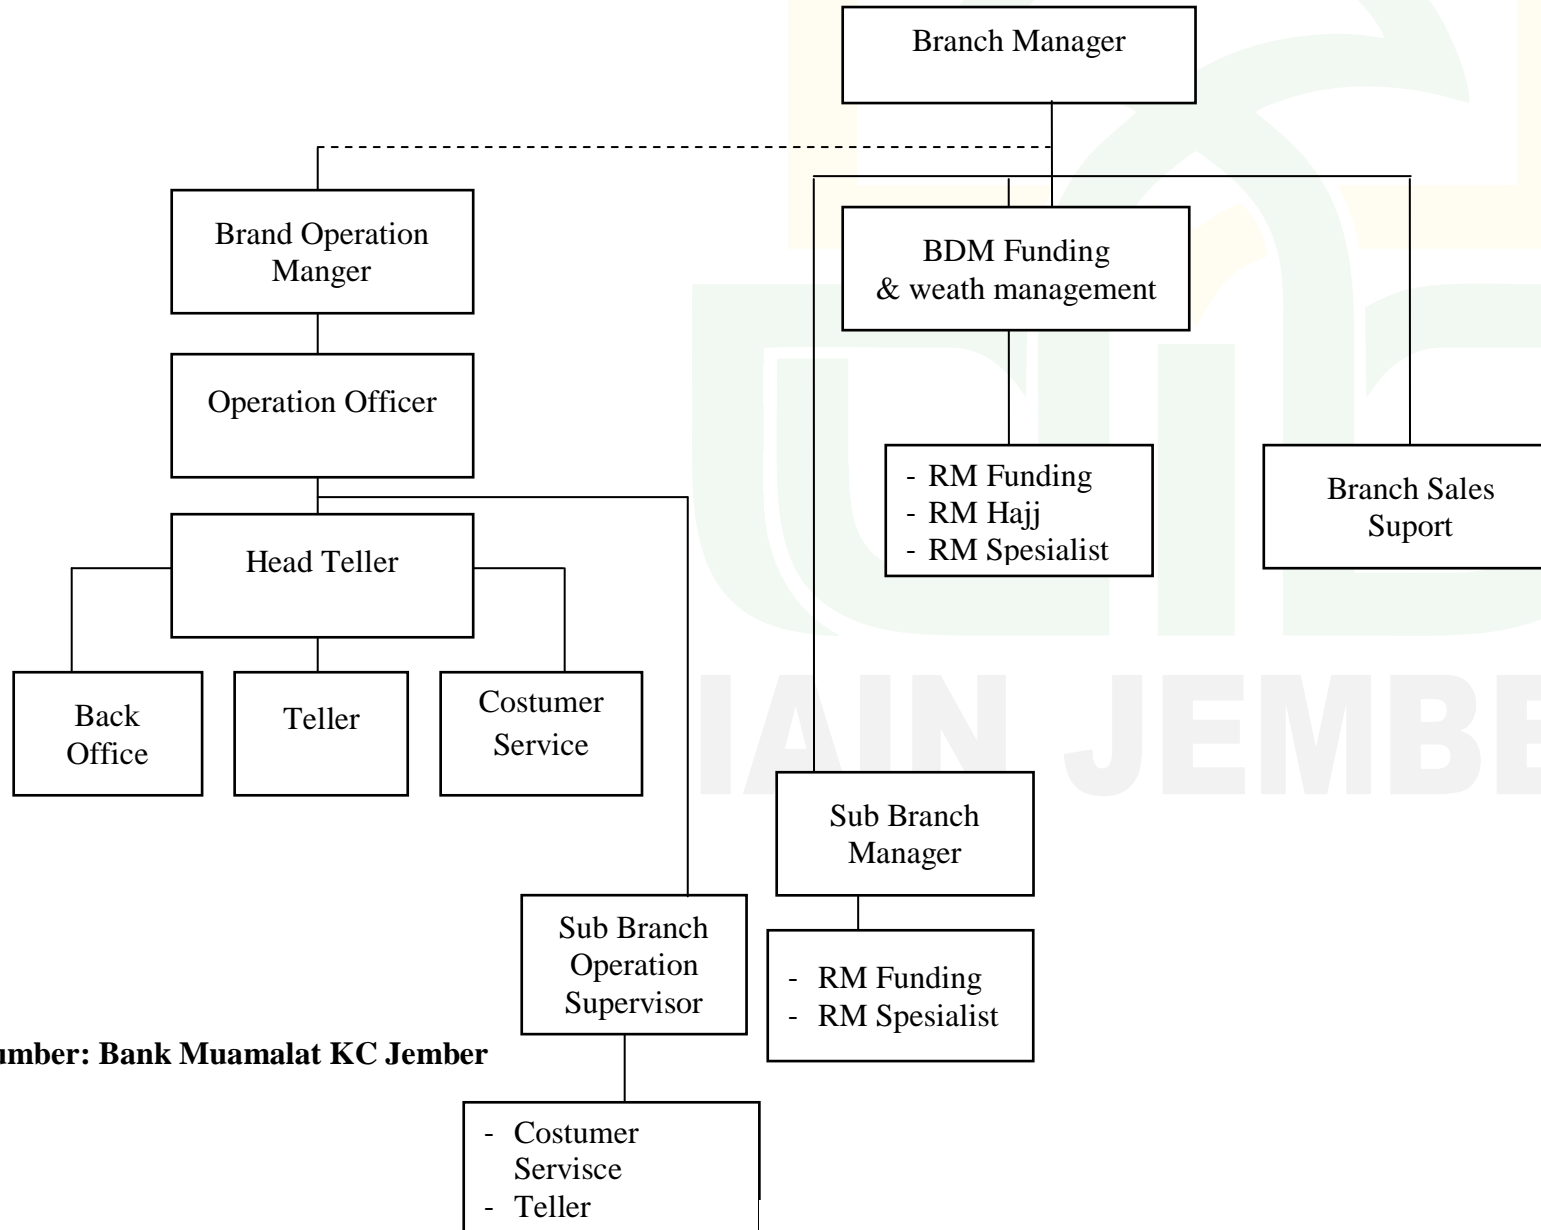 Branch Manager
Brand Operation
Manger
BDM Funding
& weath management
Operation Officer
- RM Funding
- RM Hajj
- RM Spesialist
Branch Sales
Suport
Head Teller
Back
Office
Teller
Costumer
Service
Sub Branch
Manager
Sub Branch
Operation
Supervisor
- RM Funding
- RM Spesialist
umber: Bank Muamalat KC Jember
- Costumer
Servisce
- Teller
IAIN JEMBE